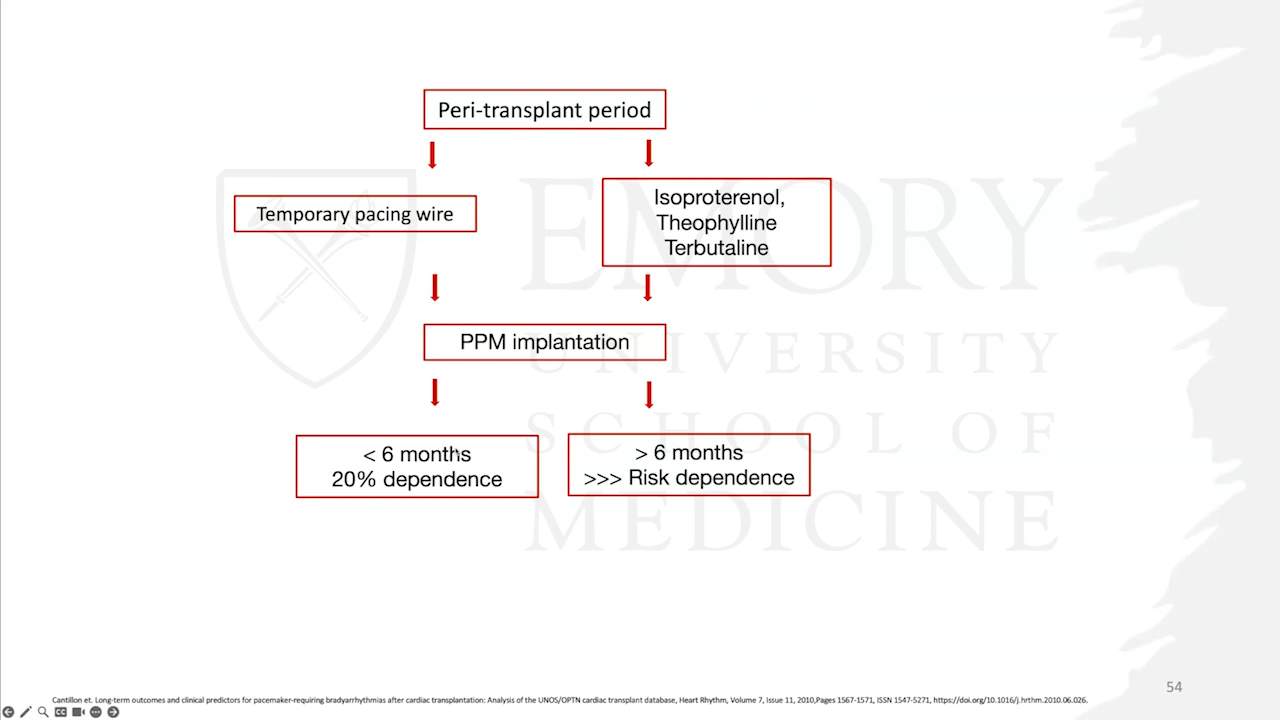 Peri-transplant period
Temporary pacing wire
Isoproterenol,
Theophylline
Terbutaline
PPM implantation
< 6 months
20% dependence
> 6 months
>>> Risk dependence
EMORY
UNIVERSITY
SCHOOL OF
MEDICINE
54
Cantillon et. Long-term outcomes and clinical predictors for pacemaker-requiring bradyarrhythmias after cardiac transplantation: Analysis of the UNOS/OPTN cardiac transplant database, Heart Rhythm, Volume 7, Issue 11, 2010,Pages 1567-1571, ISSN 1547-5271, https://doi.org/10.1016/j.hrthm.2010.06.026.